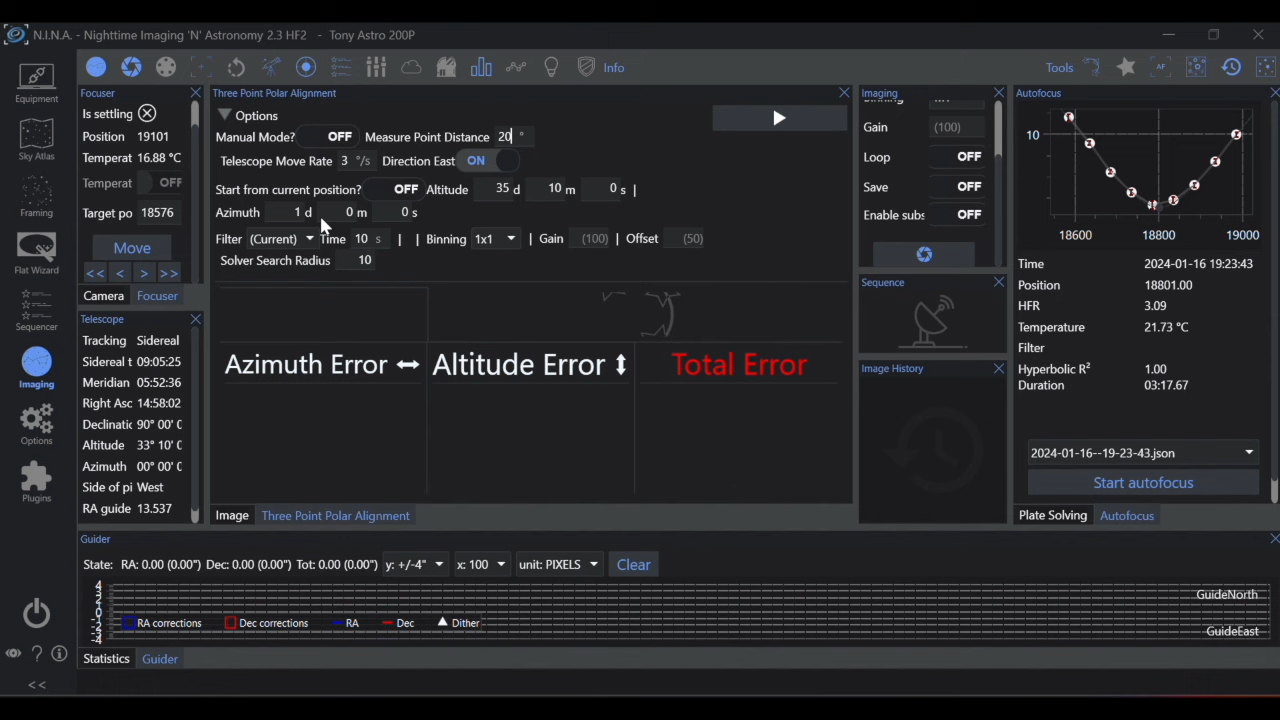 N.I.N.A. - Nighttime Imaging 'N' Astronomy 2.3 HF2 - Tony Astro 200P
Info
Tools
AF
Equipment
Sky Atlas
Framing
Flat Wizard
Sequencer
Imaging
Options
Plugins
<<
Focuser
Is settling
Position 19101
Temperat 16.88 °C
Temperat OFF
Target po 18576
Move
<< < > >>
Camera Focuser
Telescope
Tracking Sidereal
Sidereal t 09:05:25
Meridian 05:52:36
Right Asc 14:58:02
Declinatic 90° 00' 0
Altitude 33° 10' 0
Azimuth 00° 00' 0
Side of pi West
RA guide 13.537
Three Point Polar Alignment
Options
Manual Mode? OFF Measure Point Distance 20 °
Telescope Move Rate 3 °/s Direction East ON
Start from current position? OFF Altitude 35 d 10 m 0 s |
Azimuth 1 d 0 m 0 s
Filter (Current) Time 10 s | | Binning 1x1 | Gain (100) | Offset (50)
Solver Search Radius 10
Azimuth Error Altitude Error Total Error
Image Three Point Polar Alignment
Imaging
Binning
Gain (100)
Loop OFF
Save OFF
Enable subs OFF
Sequence
Image History
Autofocus
10
18600 18800 19000
Time 2024-01-16 19:23:43
Position 18801.00
HFR 3.09
Temperature 21.73 °C
Filter
Hyperbolic R² 1.00
Duration 03:17.67
2024-01-16--19-23-43.json
Start autofocus
Plate Solving Autofocus
Guider
State: RA: 0.00 (0.00") Dec: 0.00 (0.00") Tot: 0.00 (0.00") y: +/-4" x: 100 unit: PIXELS Clear
4
GuideNorth
RA corrections Dec corrections RA Dec Dither
GuideEast
-4
Statistics Guider